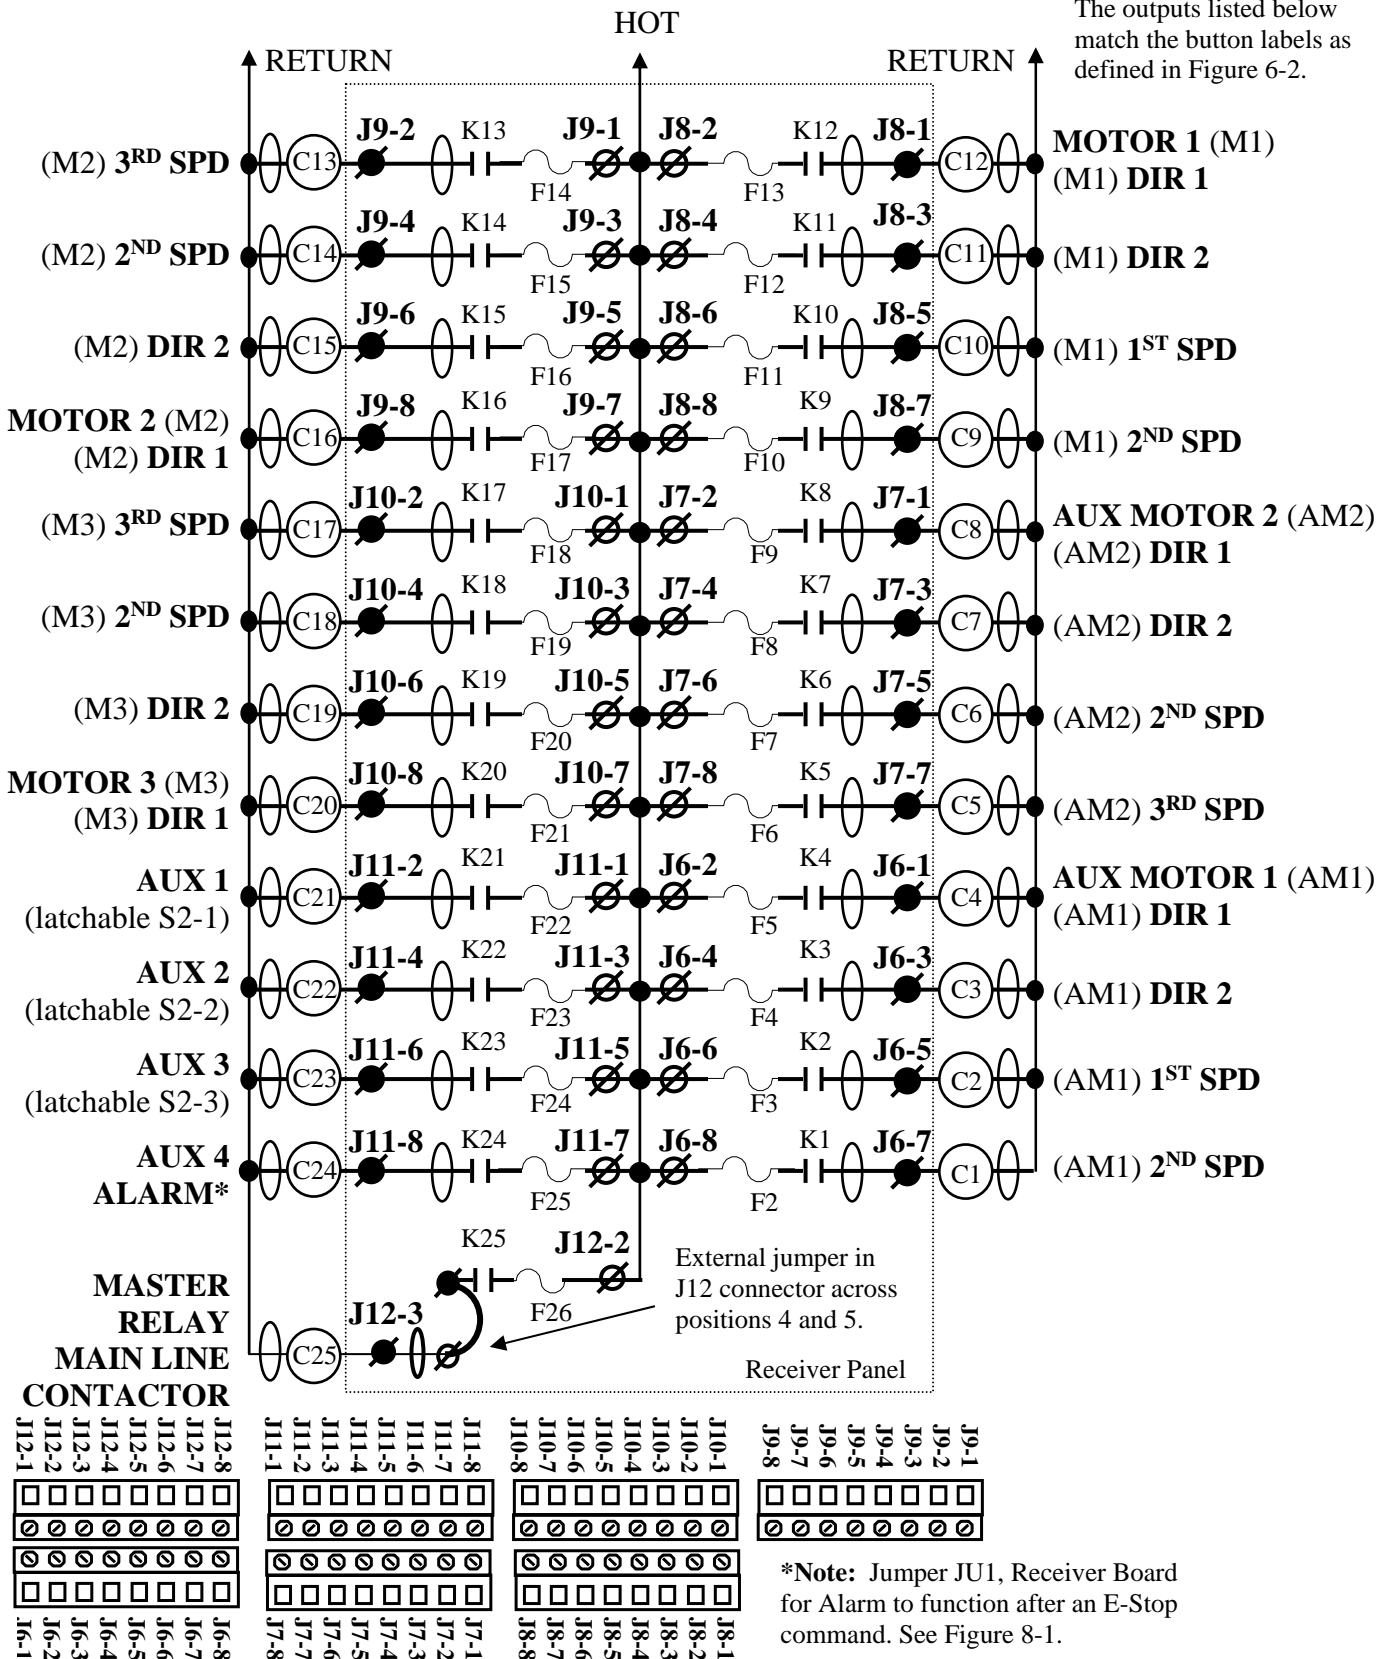 The outputs listed below
match the button labels as
defined in Figure 6-2.
HOT
RETURN
RETURN
(M2) 3RD SPD C13 J9-2 K13 F14 J9-1 J8-2 F13 K12 J8-1 C12 MOTOR 1 (M1)
(M1) DIR 1
(M2) 2ND SPD C14 J9-4 K14 F15 J9-3 J8-4 F12 K11 J8-3 C11 (M1) DIR 2
(M2) DIR 2 C15 J9-6 K15 F16 J9-5 J8-6 F11 K10 J8-5 C10 (M1) 1ST SPD
MOTOR 2 (M2)
(M2) DIR 1 C16 J9-8 K16 F17 J9-7 J8-8 F10 K9 J8-7 C9 (M1) 2ND SPD
(M3) 3RD SPD C17 J10-2 K17 F18 J10-1 J7-2 F9 K8 J7-1 C8 AUX MOTOR 2 (AM2)
(AM2) DIR 1
(M3) 2ND SPD C18 J10-4 K18 F19 J10-3 J7-4 F8 K7 J7-3 C7 (AM2) DIR 2
(M3) DIR 2 C19 J10-6 K19 F20 J10-5 J7-6 F7 K6 J7-5 C6 (AM2) 2ND SPD
MOTOR 3 (M3)
(M3) DIR 1 C20 J10-8 K20 F21 J10-7 J7-8 F6 K5 J7-7 C5 (AM2) 3RD SPD
AUX 1
(latchable S2-1) C21 J11-2 K21 F22 J11-1 J6-2 F5 K4 J6-1 C4 AUX MOTOR 1 (AM1)
(AM1) DIR 1
AUX 2
(latchable S2-2) C22 J11-4 K22 F23 J11-3 J6-4 F4 K3 J6-3 C3 (AM1) DIR 2
AUX 3
(latchable S2-3) C23 J11-6 K23 F24 J11-5 J6-6 F3 K2 J6-5 C2 (AM1) 1ST SPD
AUX 4
ALARM* C24 J11-8 K24 F25 J11-7 J6-8 F2 K1 J6-7 C1 (AM1) 2ND SPD
MASTER
RELAY
MAIN LINE
CONTACTOR
C25 J12-3 K25 F26 J12-2
External jumper in
J12 connector across
positions 4 and 5.
Receiver Panel
J12-1 J12-2 J12-3 J12-4 J12-5 J12-6 J12-7 J12-8
J11-1 J11-2 J11-3 J11-4 J11-5 J11-6 J11-7 J11-8
J10-8 J10-7 J10-6 J10-5 J10-4 J10-3 J10-2 J10-1
J9-8 J9-7 J9-6 J9-5 J9-4 J9-3 J9-2 J9-1
J6-1 J6-2 J6-3 J6-4 J6-5 J6-6 J6-7 J6-8
J7-8 J7-7 J7-6 J7-5 J7-4 J7-3 J7-2 J7-1
J8-8 J8-7 J8-6 J8-5 J8-4 J8-3 J8-2 J8-1
*Note: Jumper JU1, Receiver Board
for Alarm to function after an E-Stop
command. See Figure 8-1.